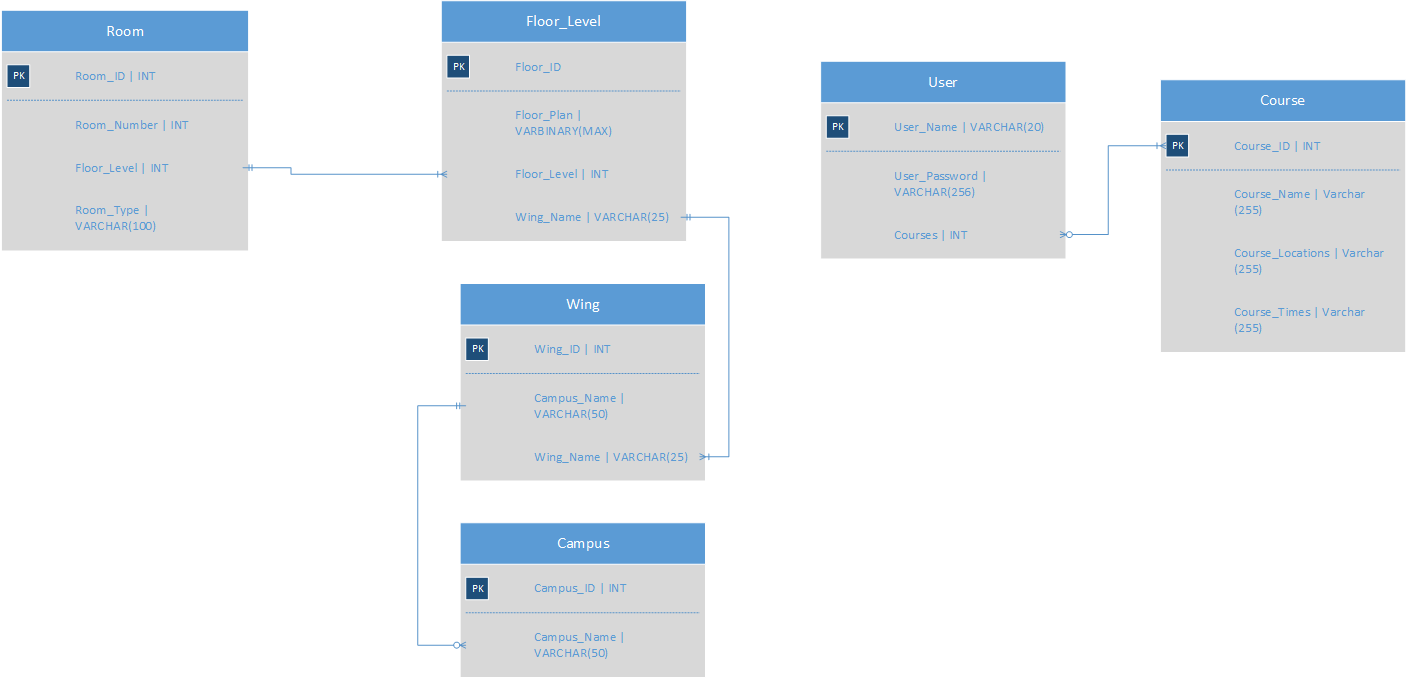 Room
PK
Room_ID | INT
Room_Number | INT
Floor_Level | INT
Room_Type |
VARCHAR(100)
Floor_Level
PK
Floor_ID
Floor_Plan |
VARBINARY(MAX)
Floor_Level | INT
Wing_Name | VARCHAR(25)
Wing
PK
Wing_ID | INT
Campus_Name |
VARCHAR(50)
Wing_Name | VARCHAR(25)
Campus
PK
Campus_ID | INT
Campus_Name |
VARCHAR(50)
User
PK
User_Name | VARCHAR(20)
User_Password |
VARCHAR(256)
Courses | INT
Course
PK
Course_ID | INT
Course_Name | Varchar
(255)
Course_Locations | Varchar
(255)
Course_Times | Varchar
(255)